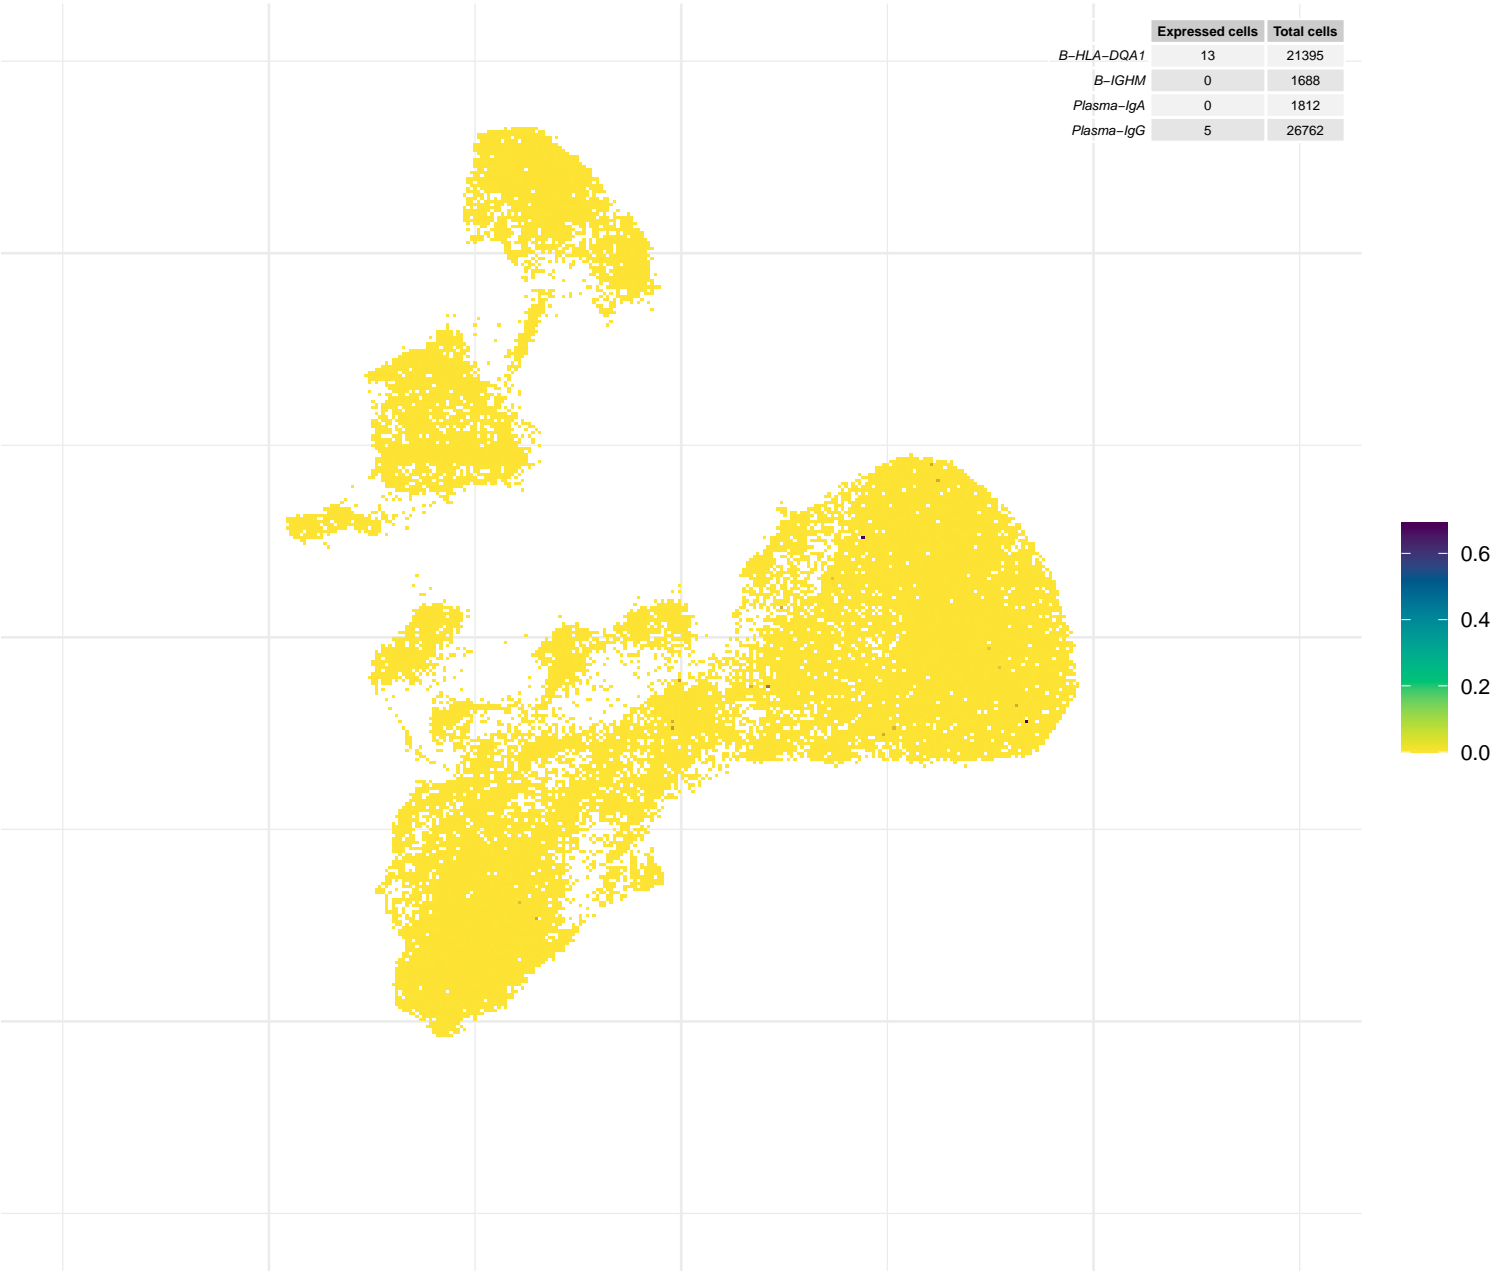 Expressed cells Total cells
B−HLA−DQA1 13 21395
B−IGHM 0 1688
Plasma−IgA 0 1812
Plasma−IgG 5 26762
0.6
0.4
0.2
0.0